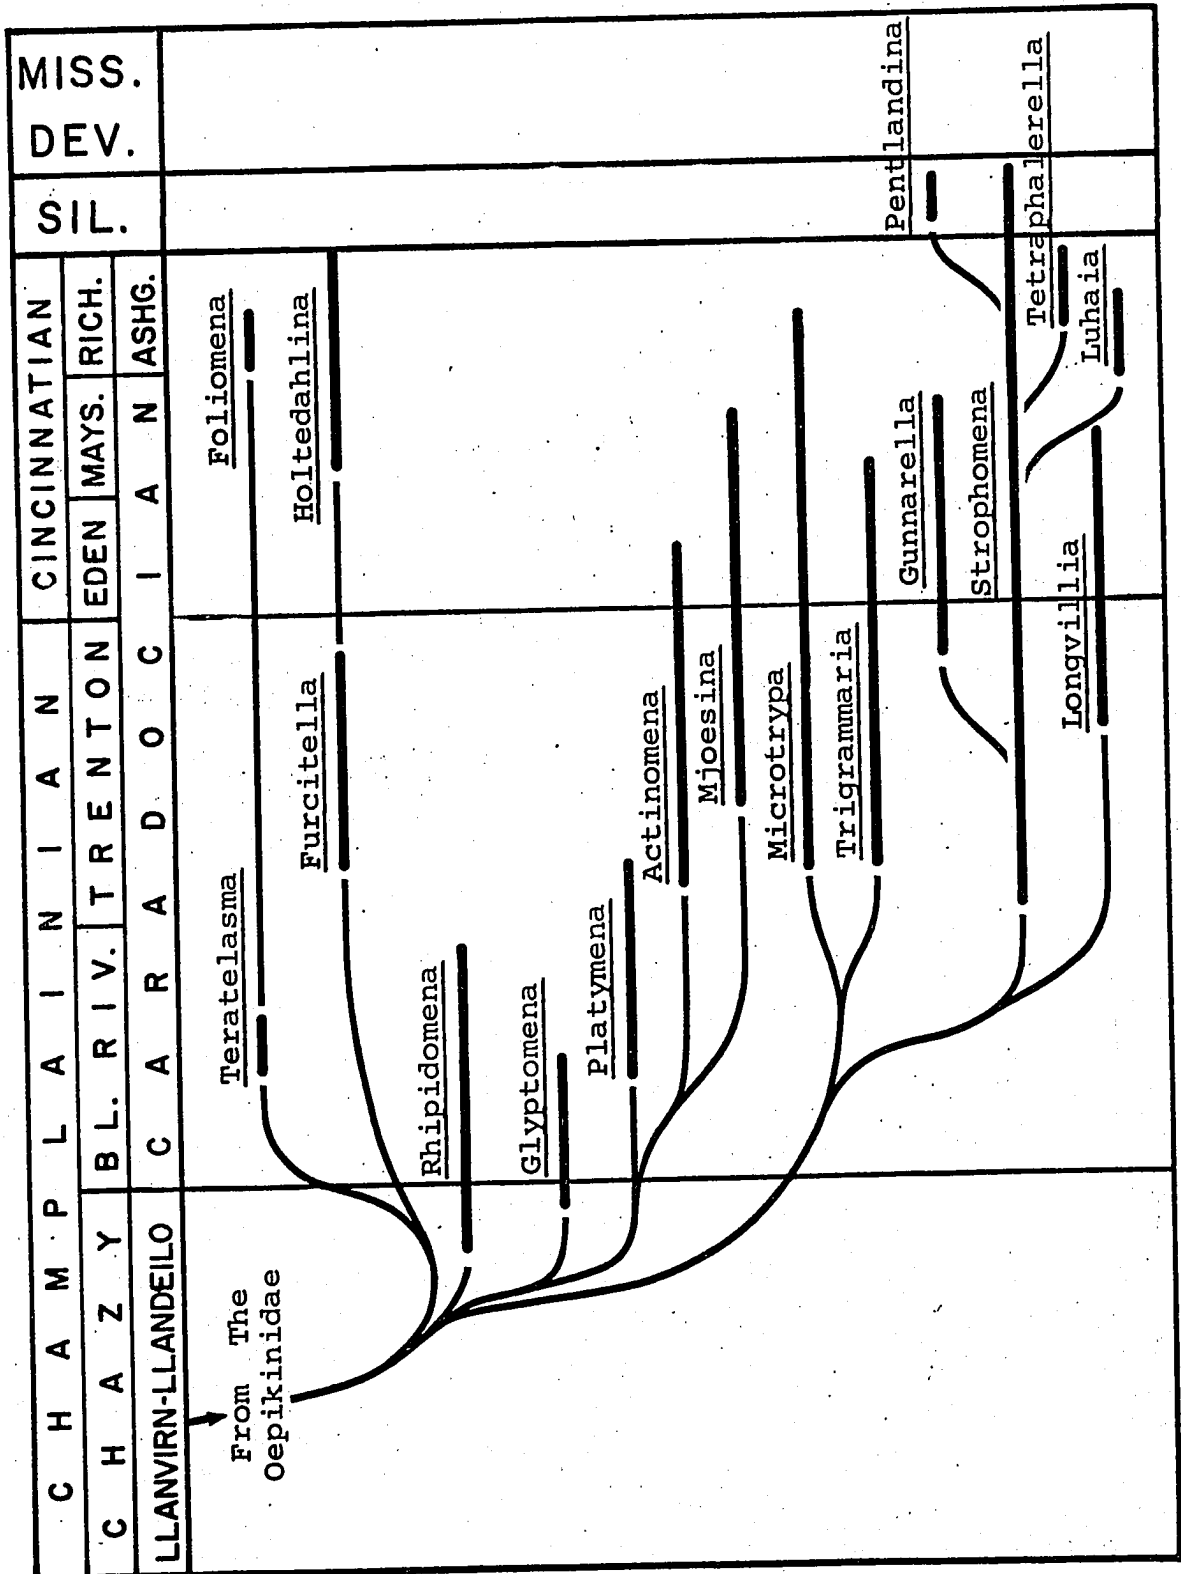 MISS.
DEV.
SIL.
CINCINNATIAN
RICH.
MAYS.
EDEN
ASHG.
CHAMPLAINIAN
TRENTON
BL. RIV.
CHAZY
CARADOCIAN
LLANVIRN-LLANDEILO
From The
Oepikinidae
Teratelasma
Foliomena
Furcitella
Holtedahlina
Rhipidomena
Glyptomena
Platymena
Actinomena
Mjoesina
Microtrypa
Trigrammaria
Gunnarella
Strophomena
Pentlandina
Tetraphalerella
Luhaia
Longvillia